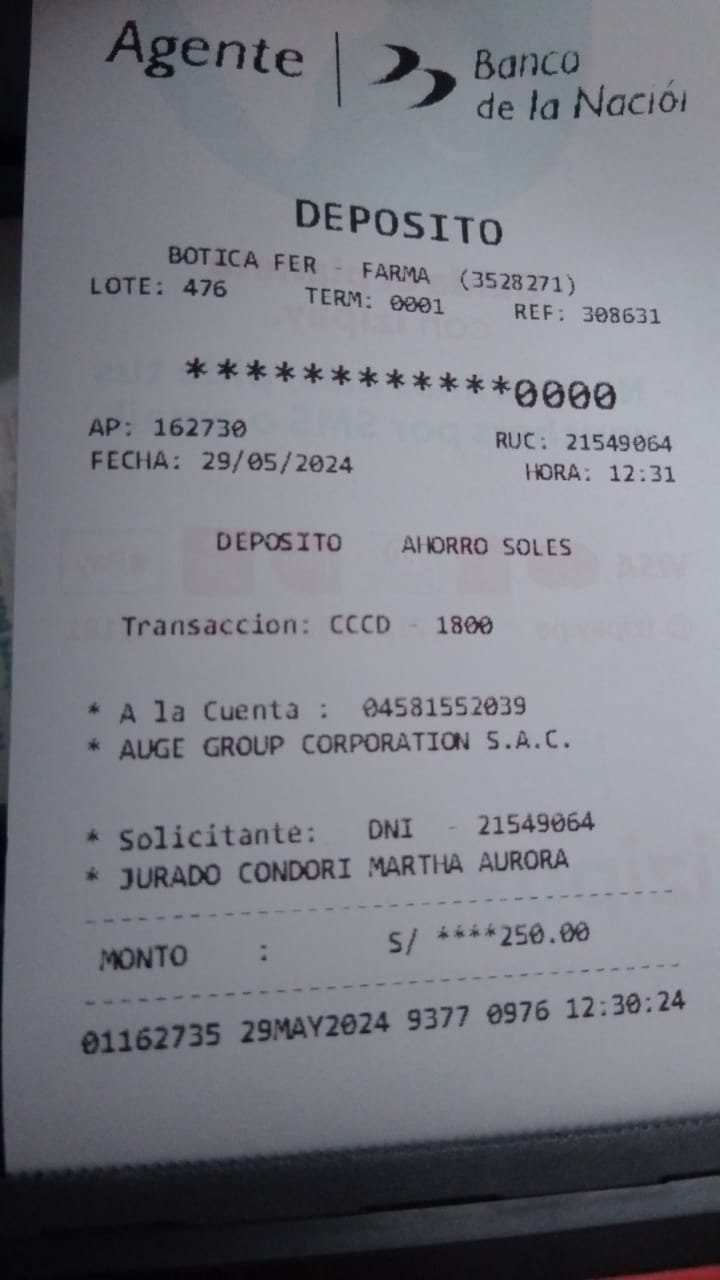 Agente | Banco
de la Nación
DEPOSITO
BOTICA FER - FARMA (3528271)
LOTE: 476 TERM: 0001 REF: 308631
************0000
AP: 162730 RUC: 21549064
FECHA: 29/05/2024 HORA: 12:31
DEPOSITO AHORRO SOLES
Transaccion: CCCD - 1800
* A la Cuenta : 04581552039
* AUGE GROUP CORPORATION S.A.C.
* Solicitante: DNI - 21549064
* JURADO CONDORI MARTHA AURORA
MONTO : S/ ****250.00
01162735 29MAY2024 9377 0976 12:30:24